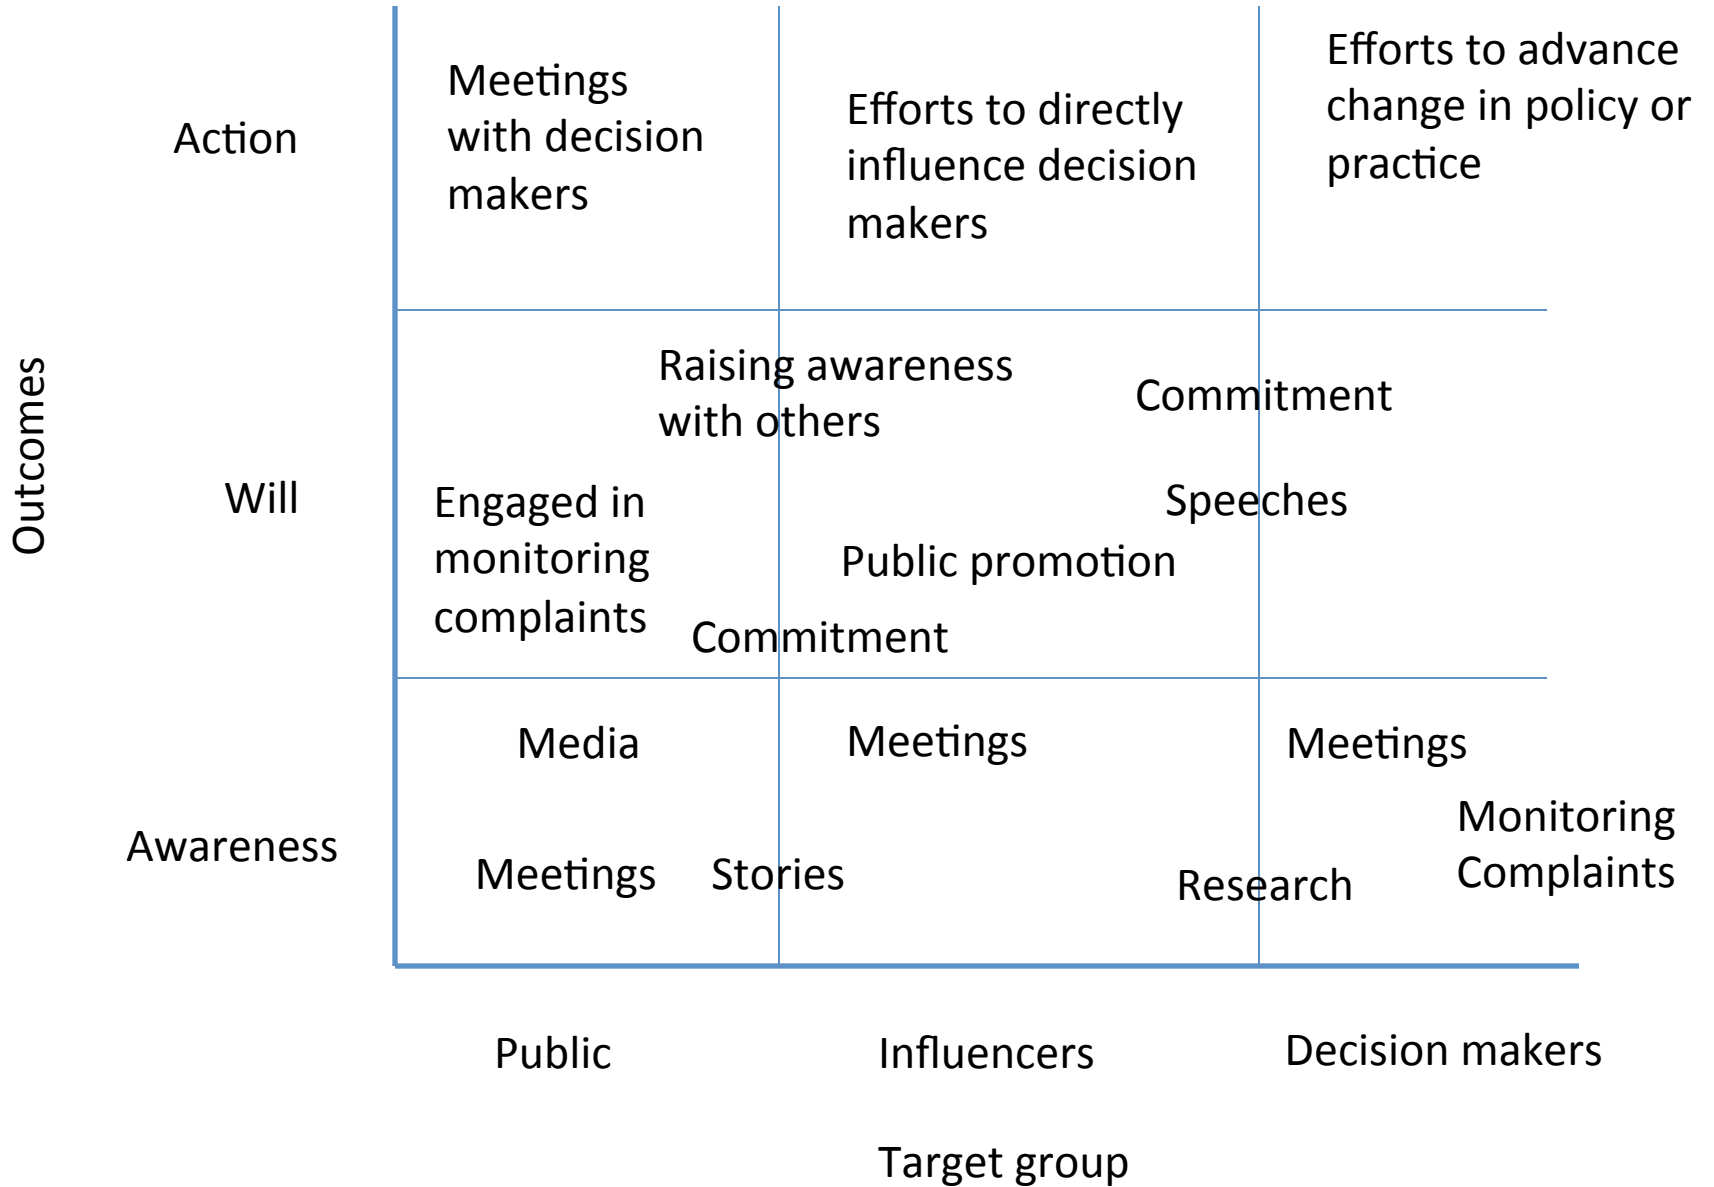 Outcomes
Action
Meetings
with decision
makers
Efforts to directly
influence decision
makers
Efforts to advance
change in policy or
practice
Will
Raising awareness
with others
Commitment
Engaged in
monitoring
complaints
Speeches
Public promotion
Commitment
Awareness
Media
Meetings
Meetings
Meetings
Stories
Research
Monitoring
Complaints
Public
Influencers
Decision makers
Target group